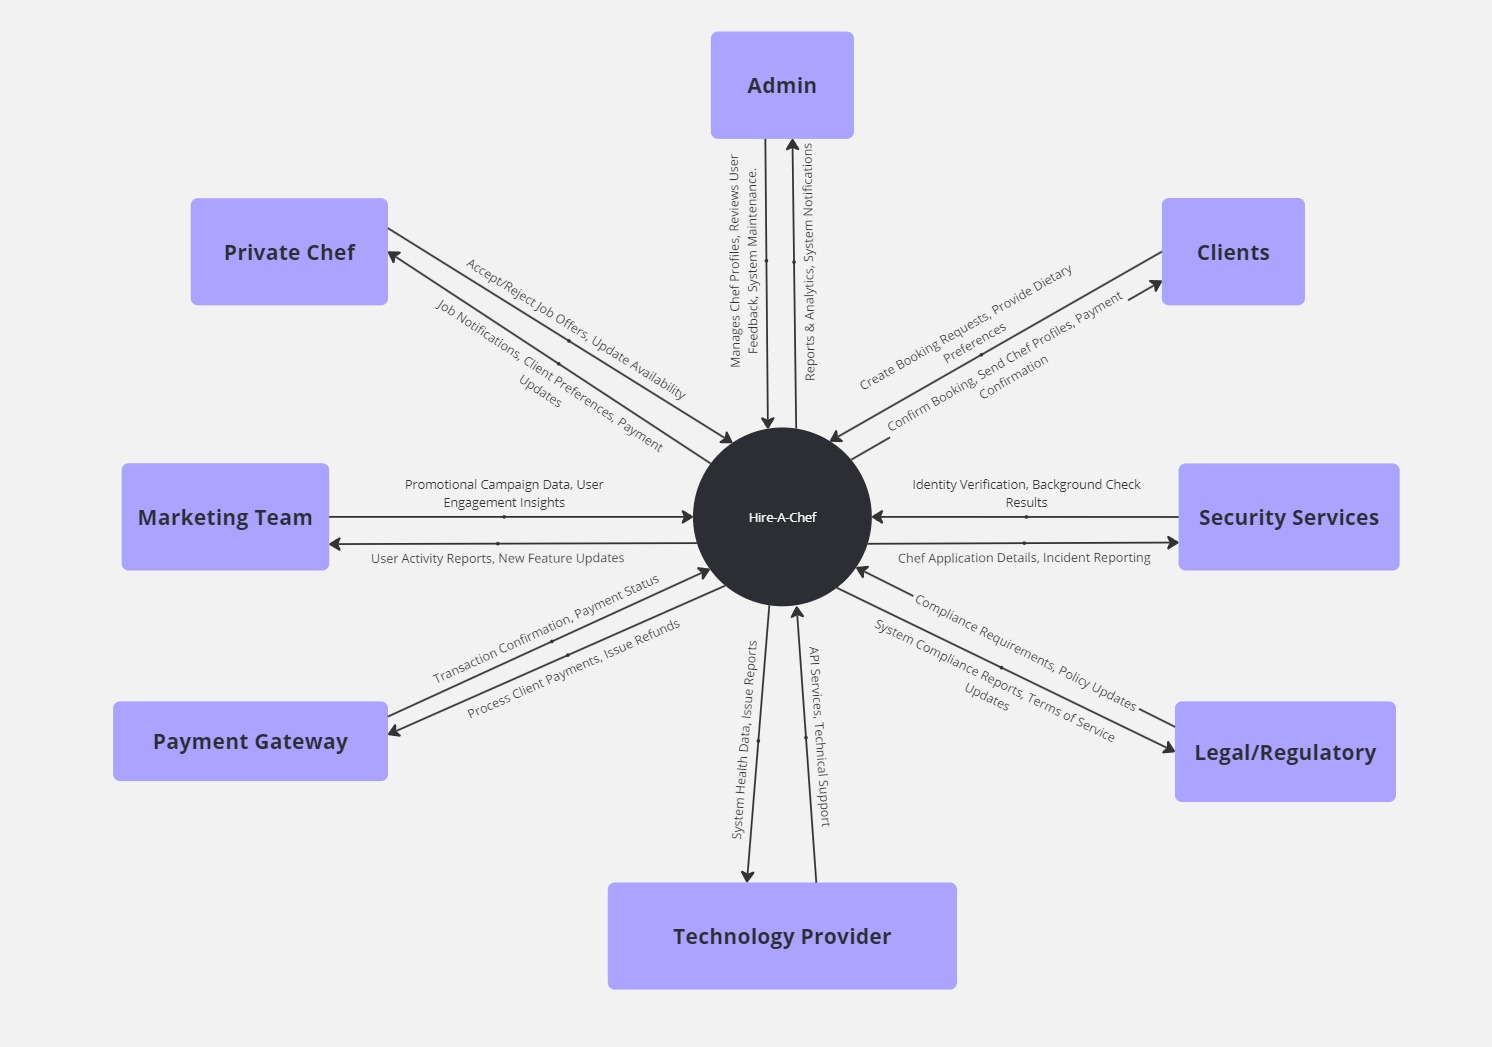 Admin
Manages Chef Profiles, Reviews User
Feedback, System Maintenance.
Reports & Analytics, System Notifications
Private Chef
Accept/Reject Job Offers, Update Availability
Job Notifications, Client Preferences, Payment
Updates
Clients
Create Booking Requests, Provide Dietary
Preferences
Confirm Booking, Send Chef Profiles, Payment
Confirmation
Marketing Team
Promotional Campaign Data, User
Engagement Insights
User Activity Reports, New Feature Updates
Hire-A-Chef
Identity Verification, Background Check
Results
Chef Application Details, Incident Reporting
Security Services
Transaction Confirmation, Payment Status
Process Client Payments, Issue Refunds
Payment Gateway
System Health Data, Issue Reports
API Services, Technical Support
Compliance Requirements, Policy Updates
System Compliance Reports, Terms of Service
Updates
Legal/Regulatory
Technology Provider